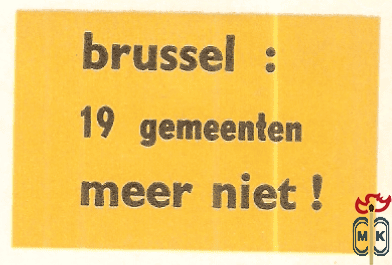 brussel :
19 gemeenten
meer niet !
M K